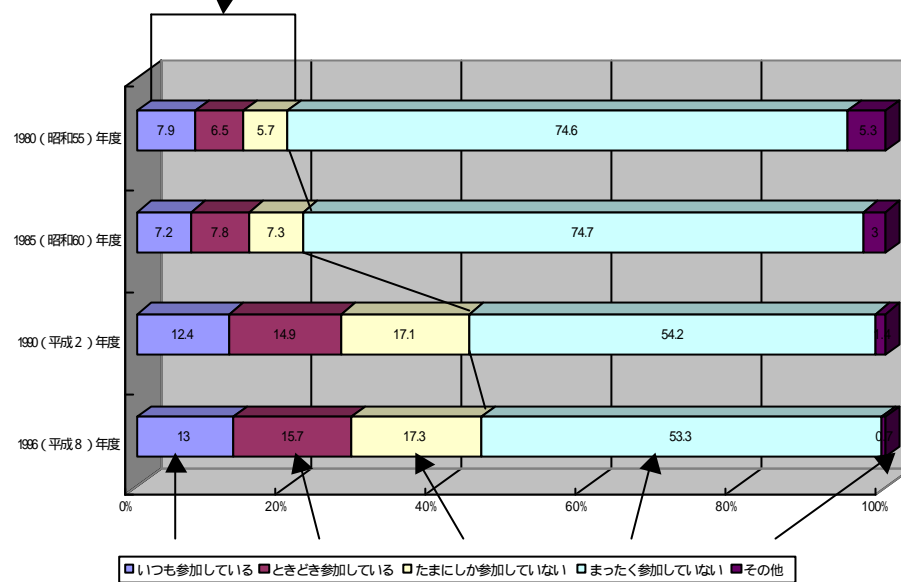 1980(昭和55)年度 7.9 6.5 5.7 74.6 5.3
1985(昭和60)年度 7.2 7.8 7.3 74.7 3
1990(平成2)年度 12.4 14.9 17.1 54.2 1.4
1996(平成8)年度 13 15.7 17.3 53.3 0.7
0% 20% 40% 60% 80% 100%
いつも参加している ときどき参加している たまにしか参加していない まったく参加していない その他